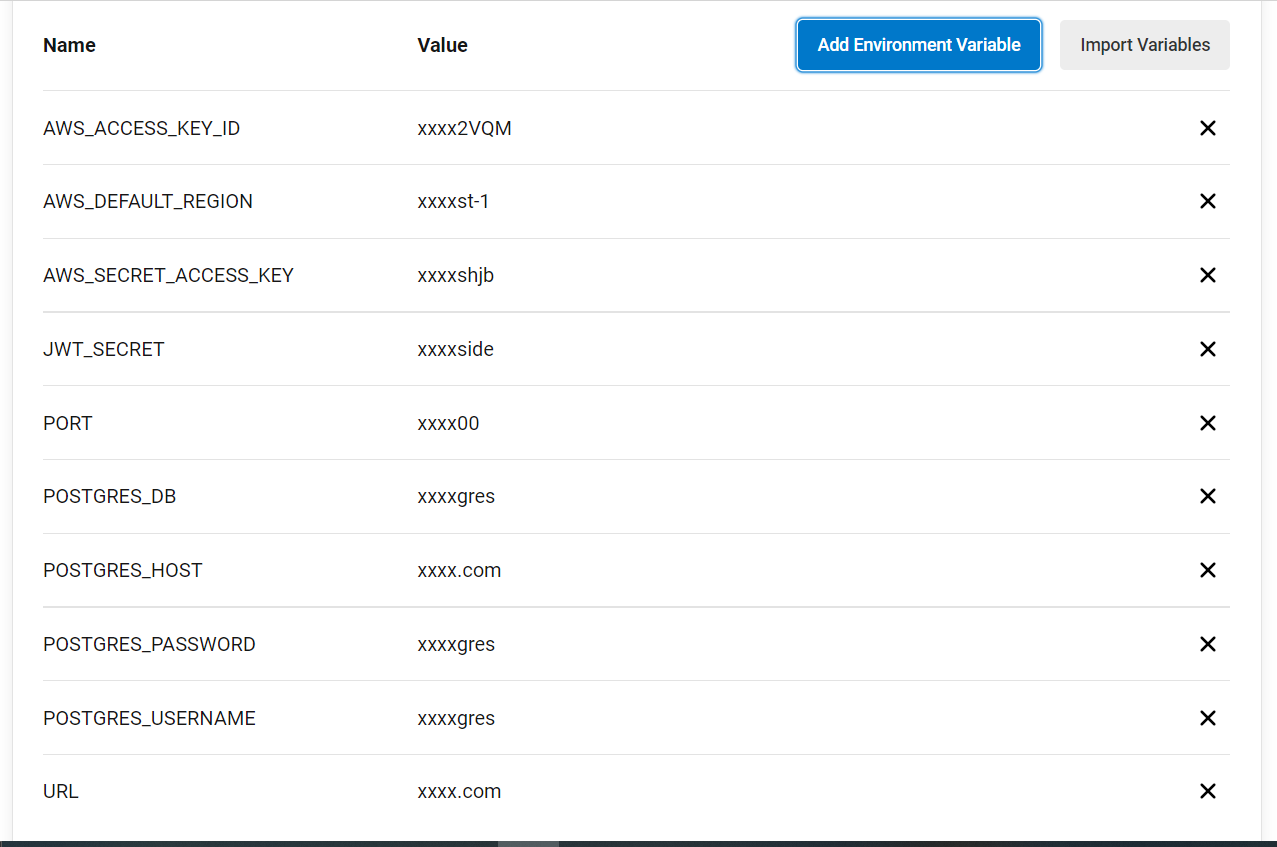 Name Value Add Environment Variable Import Variables
AWS_ACCESS_KEY_ID xxxx2VQM
AWS_DEFAULT_REGION xxxxst-1
AWS_SECRET_ACCESS_KEY xxxxshjb
JWT_SECRET xxxxside
PORT xxxx00
POSTGRES_DB xxxxgres
POSTGRES_HOST xxxx.com
POSTGRES_PASSWORD xxxxgres
POSTGRES_USERNAME xxxxgres
URL xxxx.com